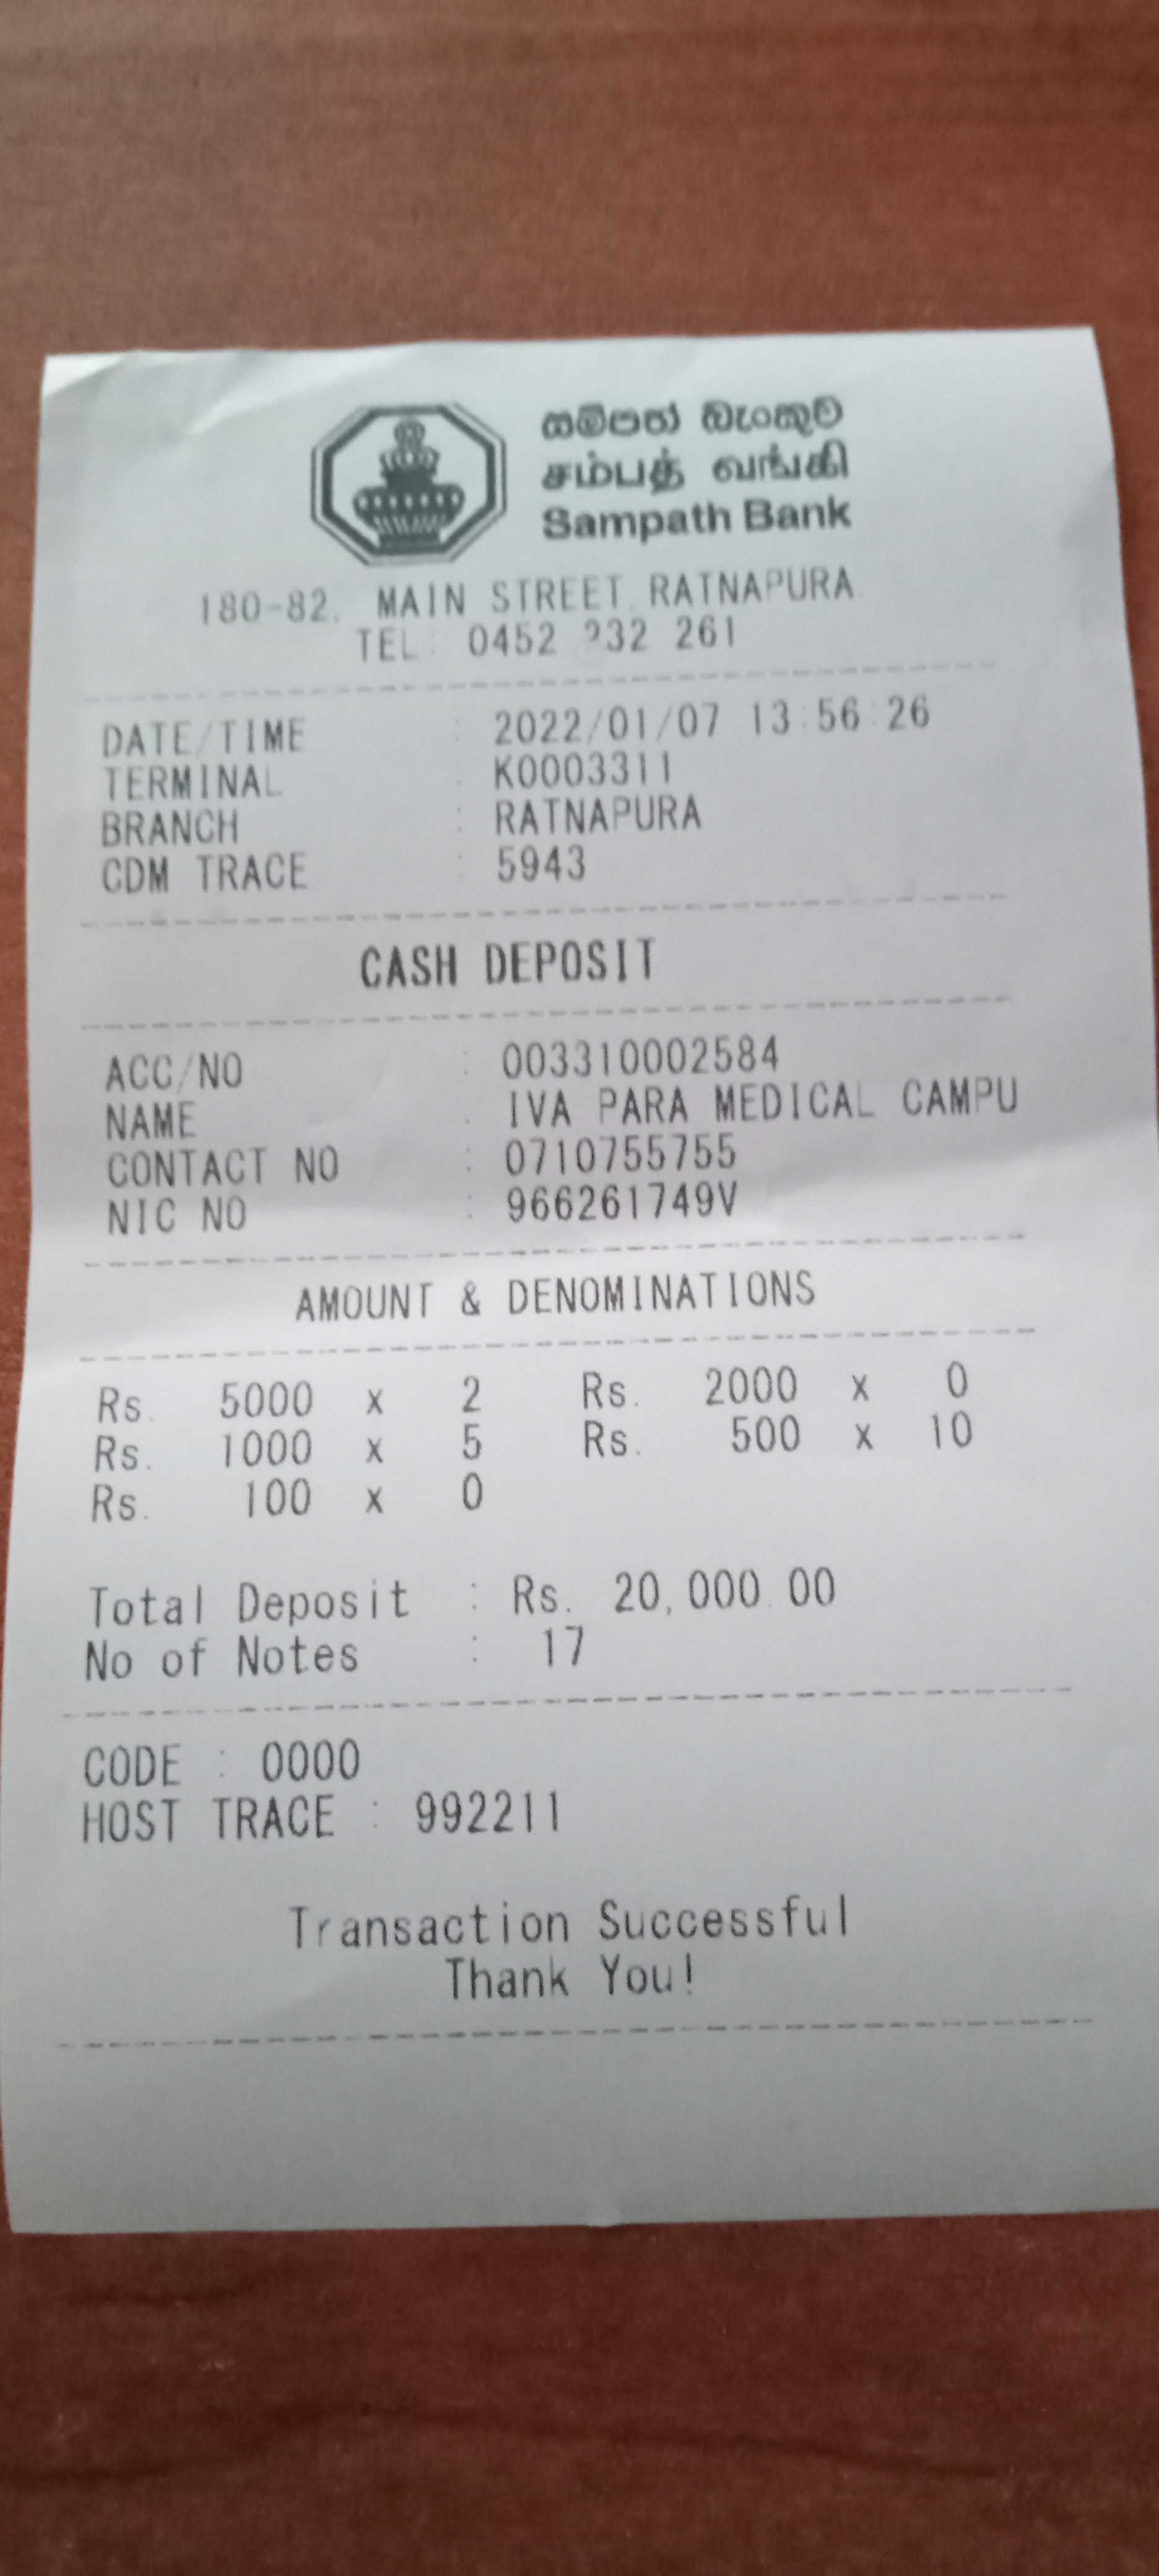 සම්පත් බැංකුව
சம்பத் வங்கி
Sampath Bank
180-82, MAIN STREET, RATNAPURA
TEL: 0452 232 261
DATE/TIME : 2022/01/07 13:56:26
TERMINAL : K0003311
BRANCH : RATNAPURA
CDM TRACE : 5943
CASH DEPOSIT
ACC/NO : 003310002584
NAME : IVA PARA MEDICAL CAMPU
CONTACT NO : 0710755755
NIC NO : 966261749V
AMOUNT & DENOMINATIONS
Rs. 5000 x 2 Rs. 2000 x 0
Rs. 1000 x 5 Rs. 500 x 10
Rs. 100 x 0
Total Deposit : Rs. 20,000.00
No of Notes : 17
CODE : 0000
HOST TRACE : 992211
Transaction Successful
Thank You!